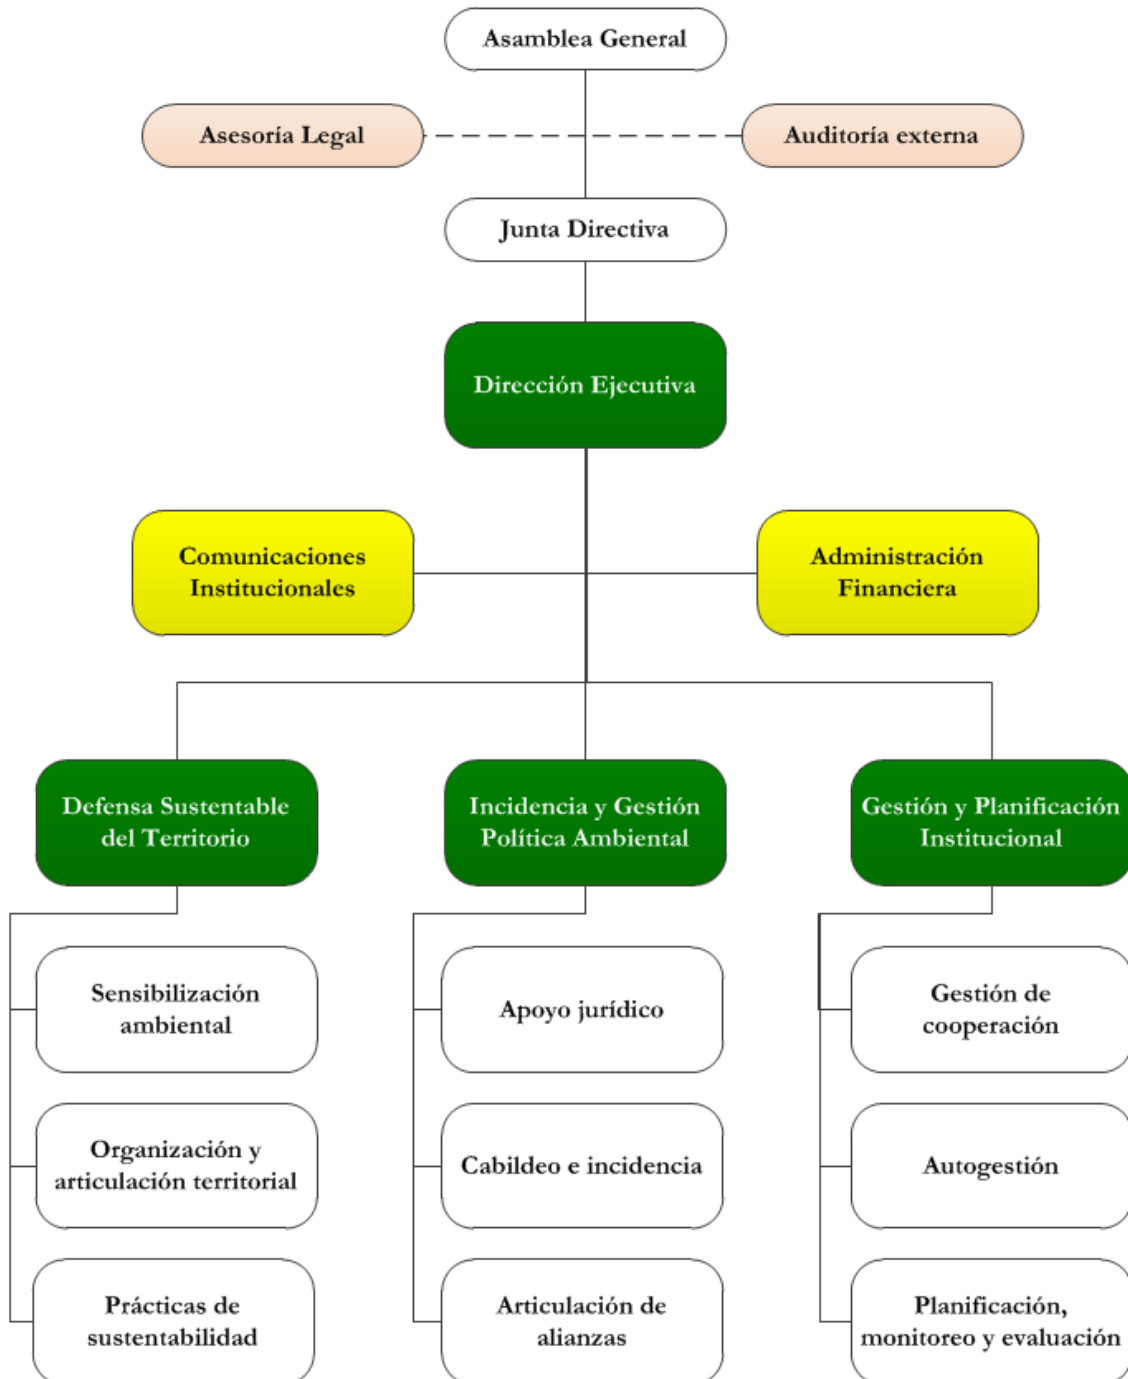 Asamblea General
Asesoría Legal
Auditoría externa
Junta Directiva
Dirección Ejecutiva
Comunicaciones
Institucionales
Administración
Financiera
Defensa Sustentable
del Territorio
Incidencia y Gestión
Política Ambiental
Gestión y Planificación
Institucional
Sensibilización
ambiental
Apoyo jurídico
Gestión de
cooperación
Organización y
articulación territorial
Cabildeo e incidencia
Autogestión
Prácticas de
sustentabilidad
Articulación de
alianzas
Planificación,
monitoreo y evaluación